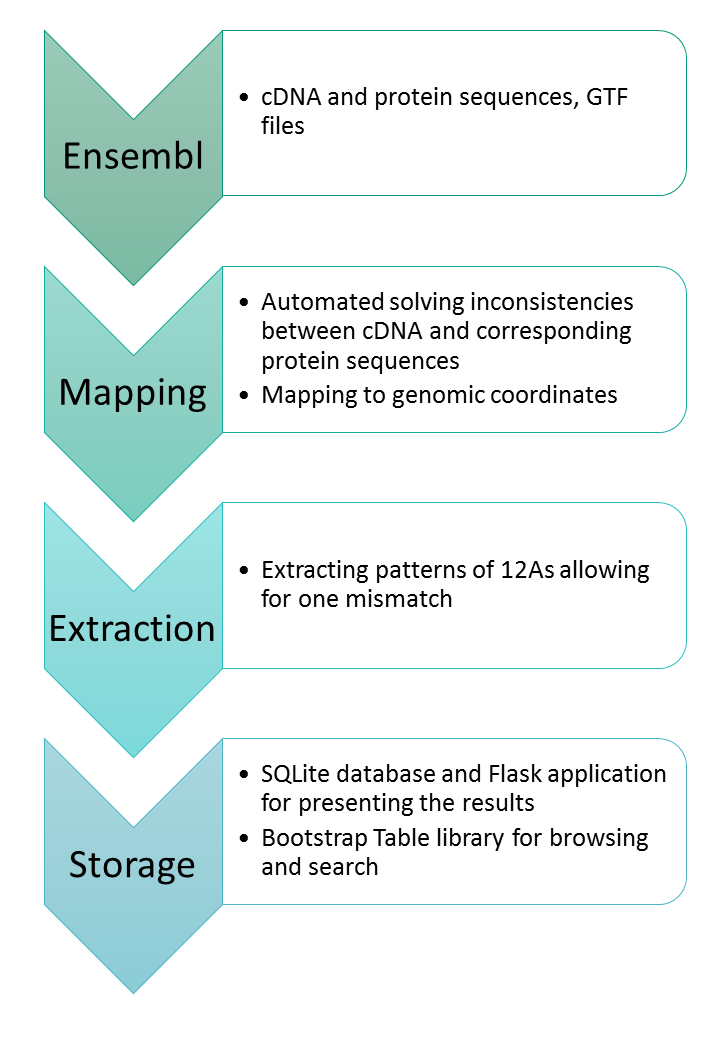 Ensembl
• cDNA and protein sequences, GTF
files
Mapping
• Automated solving inconsistencies
between cDNA and corresponding
protein sequences
• Mapping to genomic coordinates
Extraction
• Extracting patterns of 12As allowing
for one mismatch
Storage
• SQLite database and Flask application
for presenting the results
• Bootstrap Table library for browsing
and search